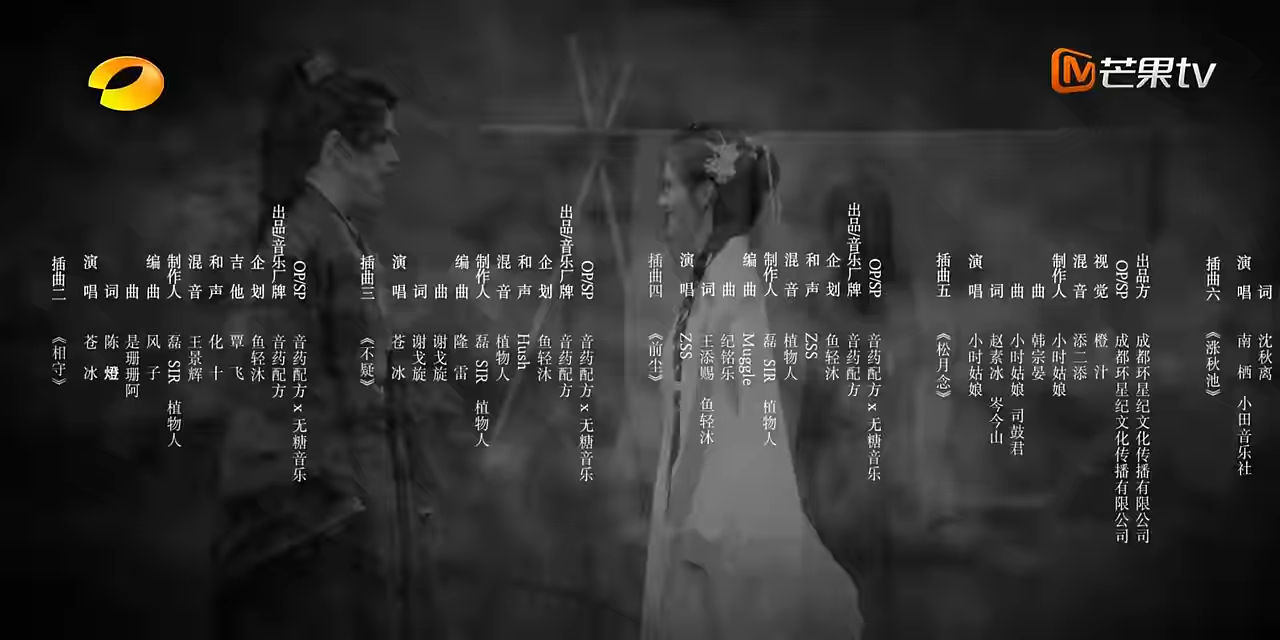 芒果tv
插曲二 《相守》
演唱 苍冰
词 陈燈
曲 是珊珊阿
编曲 风子
制作人 磊 SIR 植物人
混音 王景辉
和声 化十
吉他 覃飞
企划 鱼轻沐
出品/音乐厂牌 音药配方
OP/SP 音药配方 x 无糖音乐
插曲三 《不疑》
演唱 苍冰
词 谢戈旋
曲 谢戈旋
编曲 隆雷
制作人 磊 SIR 植物人
混音 植物人
和声 Hush
企划 鱼轻沐
出品/音乐厂牌 音药配方
OP/SP 音药配方 x 无糖音乐
插曲四 《前尘》
演唱 ZSS
词 王添赐 鱼轻沐
曲 纪铭乐
编曲 Muggle
制作人 磊 SIR 植物人
混音 植物人
和声 ZSS
企划 鱼轻沐
出品/音乐厂牌 音药配方
OP/SP 音药配方 x 无糖音乐
插曲五 《松月念》
演唱 小时姑娘
词 赵素冰 岑今山
曲 小时姑娘 司鼓君
曲 韩宗晏
制作人 小时姑娘
混音 添二添
视觉 橙汁
OP/SP 成都环星纪文化传播有限公司
出品方 成都环星纪文化传播有限公司
插曲六 《涨秋池》
演唱 南栖 小田音乐社
词 沈秋离